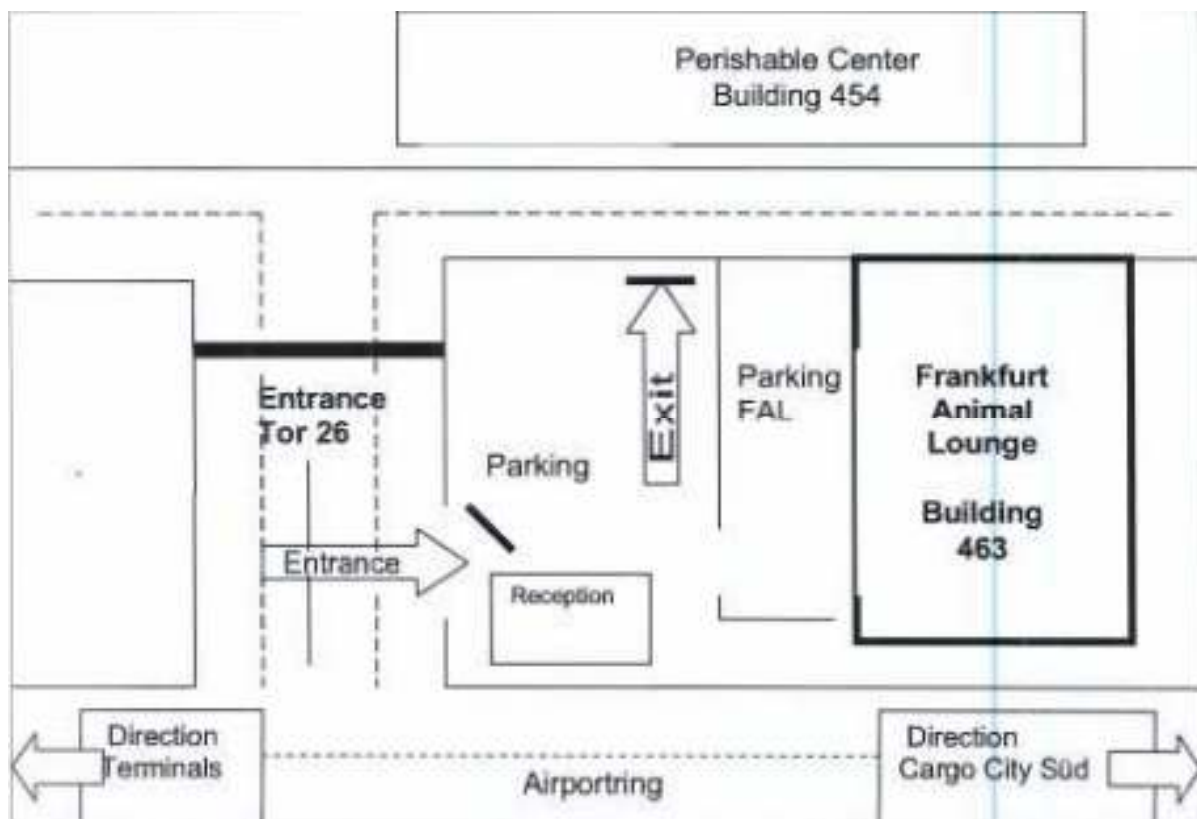 Perishable Center
Building 454
Entrance
Tor 26
Exit
Parking
FAL
Frankfurt
Animal
Lounge
Building
463
Parking
Entrance
Reception
Direction
Terminals
Airportring
Direction
Cargo City Süd